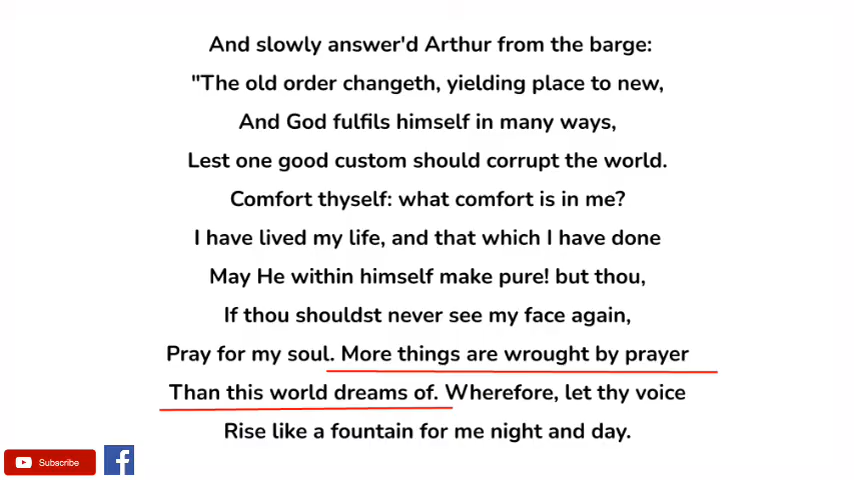 And slowly answer'd Arthur from the barge:
"The old order changeth, yielding place to new,
And God fulfils himself in many ways,
Lest one good custom should corrupt the world.
Comfort thyself: what comfort is in me?
I have lived my life, and that which I have done
May He within himself make pure! but thou,
If thou shouldst never see my face again,
Pray for my soul. More things are wrought by prayer
Than this world dreams of. Wherefore, let thy voice
Rise like a fountain for me night and day.
Subscribe